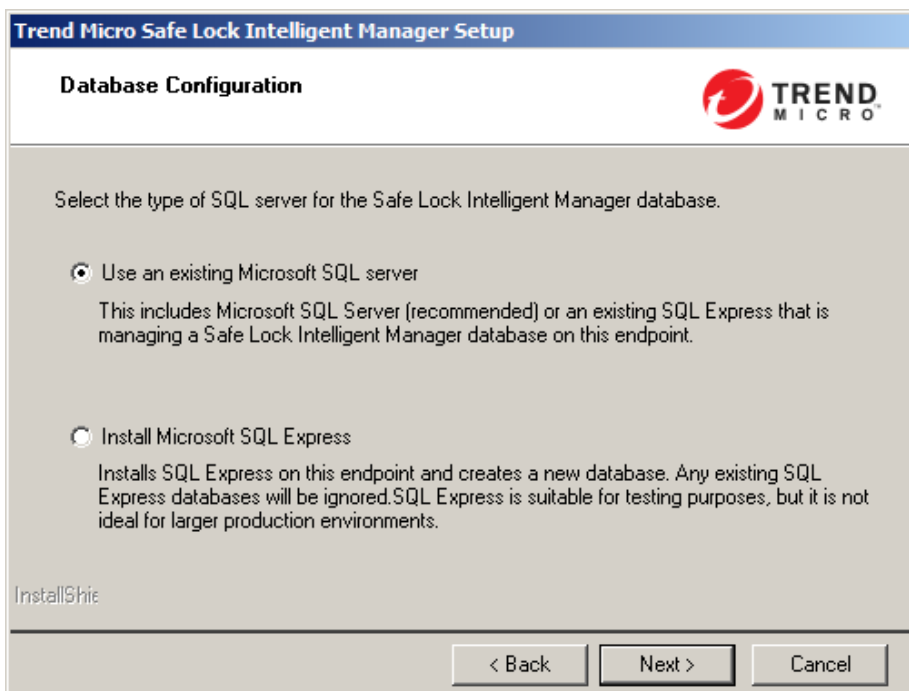 Trend Micro Safe Lock Intelligent Manager Setup
Database Configuration
TREND
MICRO
Select the type of SQL server for the Safe Lock Intelligent Manager database.
Use an existing Microsoft SQL server
This includes Microsoft SQL Server (recommended) or an existing SQL Express that is
managing a Safe Lock Intelligent Manager database on this endpoint.
Install Microsoft SQL Express
Installs SQL Express on this endpoint and creates a new database. Any existing SQL
Express databases will be ignored.SQL Express is suitable for testing purposes, but it is not
ideal for larger production environments.
InstallShie
< Back
Next >
Cancel